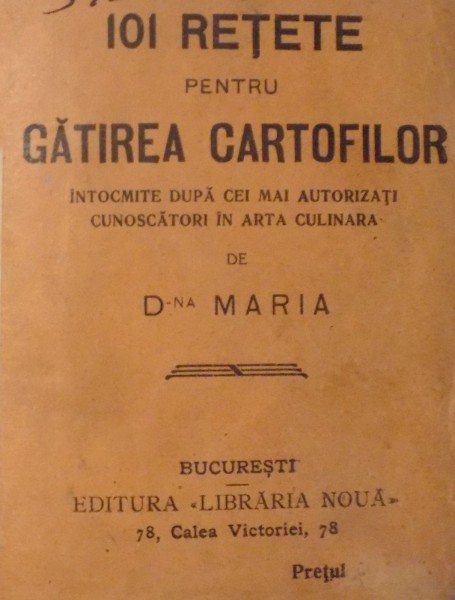 101 REȚETE
PENTRU
GĂTIREA CARTOFILOR
ÎNTOCMITE DUPĂ CEI MAI AUTORIZAȚI
CUNOSCĂTORI ÎN ARTA CULINARA
DE
D-NA MARIA
BUCUREȘTI
EDITURA «LIBRĂRIA NOUĂ»
78, Calea Victoriei, 78
Prețul